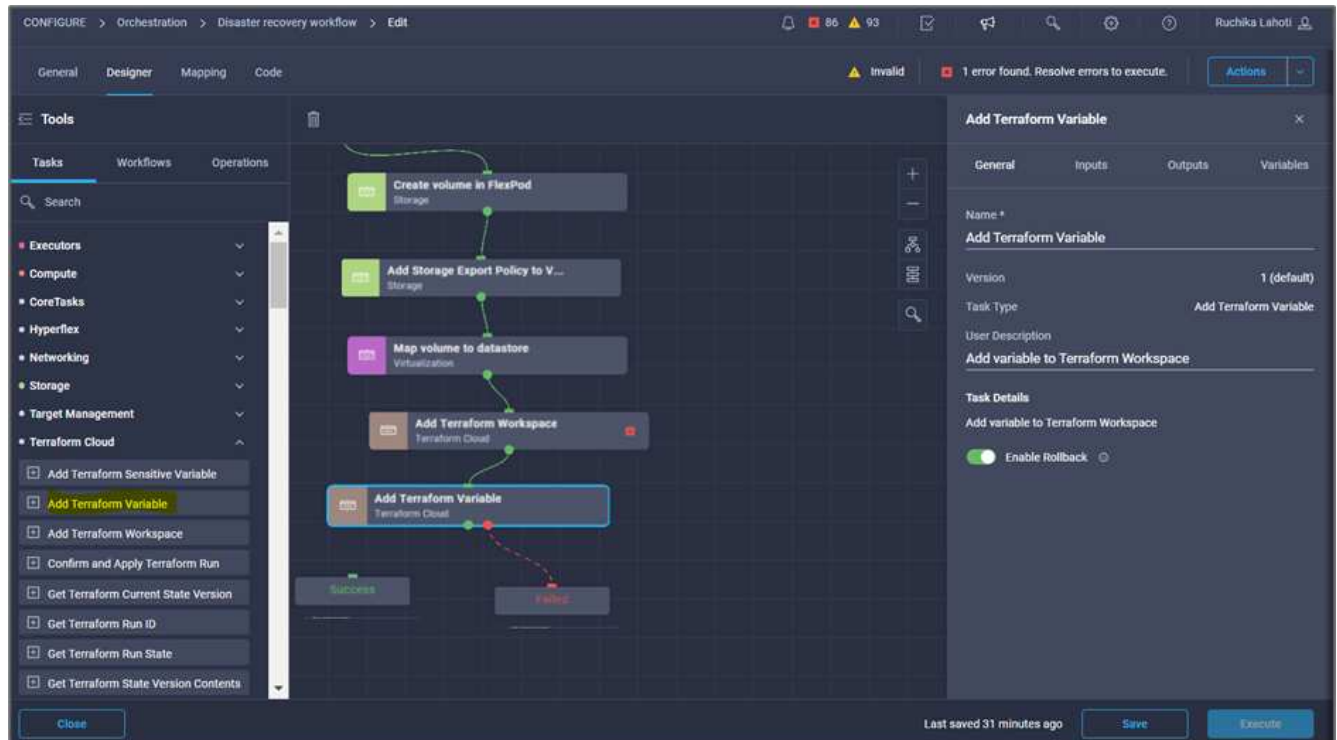 CONFIGURE > Orchestration > Disaster recovery workflow > Edit
86 93
Ruchika Lahoti
General Designer Mapping Code
Invalid
1 error found. Resolve errors to execute.
Actions
Tools
Tasks Workflows Operations
Search
Executors
Compute
CoreTasks
Hyperflex
Networking
Storage
Target Management
Terraform Cloud
Add Terraform Sensitive Variable
Add Terraform Variable
Add Terraform Workspace
Confirm and Apply Terraform Run
Get Terraform Current State Version
Get Terraform Run ID
Get Terraform Run State
Get Terraform State Version Contents
Create volume in FlexPod
Storage
Add Storage Export Policy to V...
Storage
Map volume to datastore
Virtualization
Add Terraform Workspace
Terraform Cloud
Add Terraform Variable
Terraform Cloud
Success
Failed
Add Terraform Variable
General Inputs Outputs Variables
Name *
Add Terraform Variable
Version 1 (default)
Task Type Add Terraform Variable
User Description
Add variable to Terraform Workspace
Task Details
Add variable to Terraform Workspace
Enable Rollback
Close
Last saved 31 minutes ago
Save
Execute